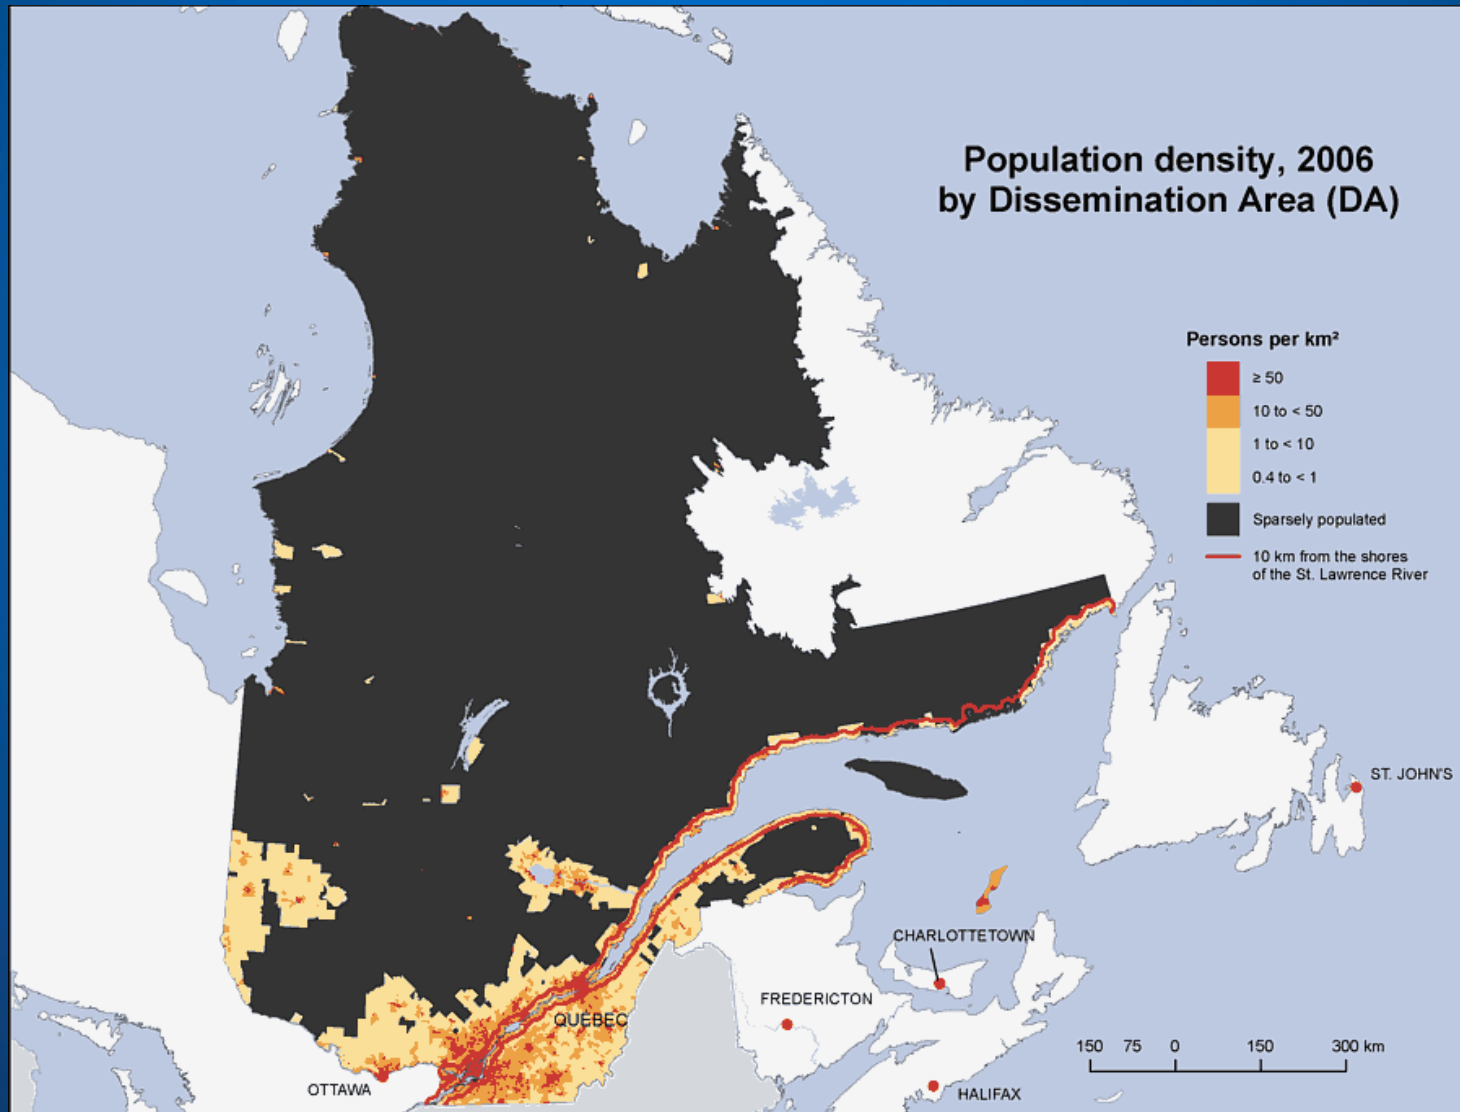 Population density, 2006
by Dissemination Area (DA)
Persons per km²
≥ 50
10 to < 50
1 to < 10
0.4 to < 1
Sparsely populated
10 km from the shores
of the St. Lawrence River
ST. JOHN'S
CHARLOTTETOWN
FREDERICTON
QUÉBEC
OTTAWA
HALIFAX
150 75 0 150 300 km